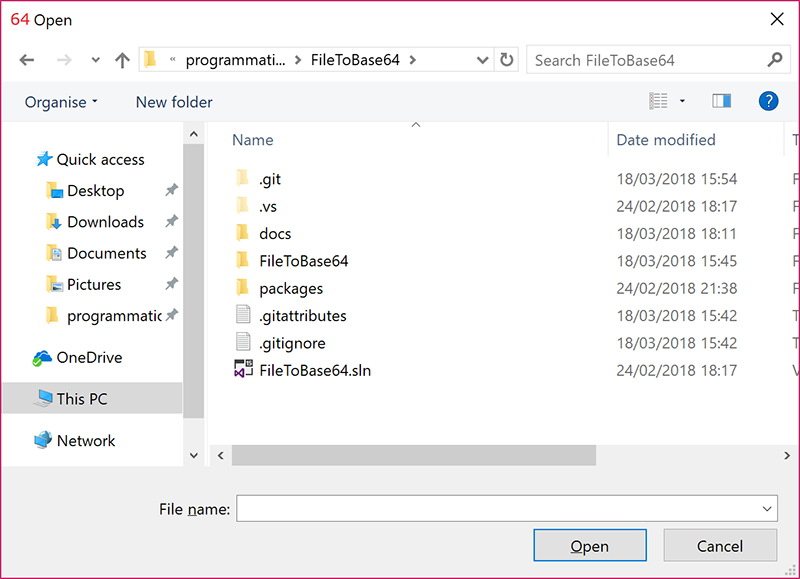 64 Open
« programmati... > FileToBase64 > Search FileToBase64
Organise New folder ?
Name Date modified T
Quick access
Desktop
Downloads
Documents
Pictures
programmatic
OneDrive
This PC
Network
.git 18/03/2018 15:54 F
.vs 24/02/2018 18:17 F
docs 18/03/2018 18:11 F
FileToBase64 18/03/2018 15:45 F
packages 24/02/2018 21:38 F
.gitattributes 18/03/2018 15:42 T
.gitignore 18/03/2018 15:42 T
FileToBase64.sln 24/02/2018 18:17 V
File name:
Open Cancel